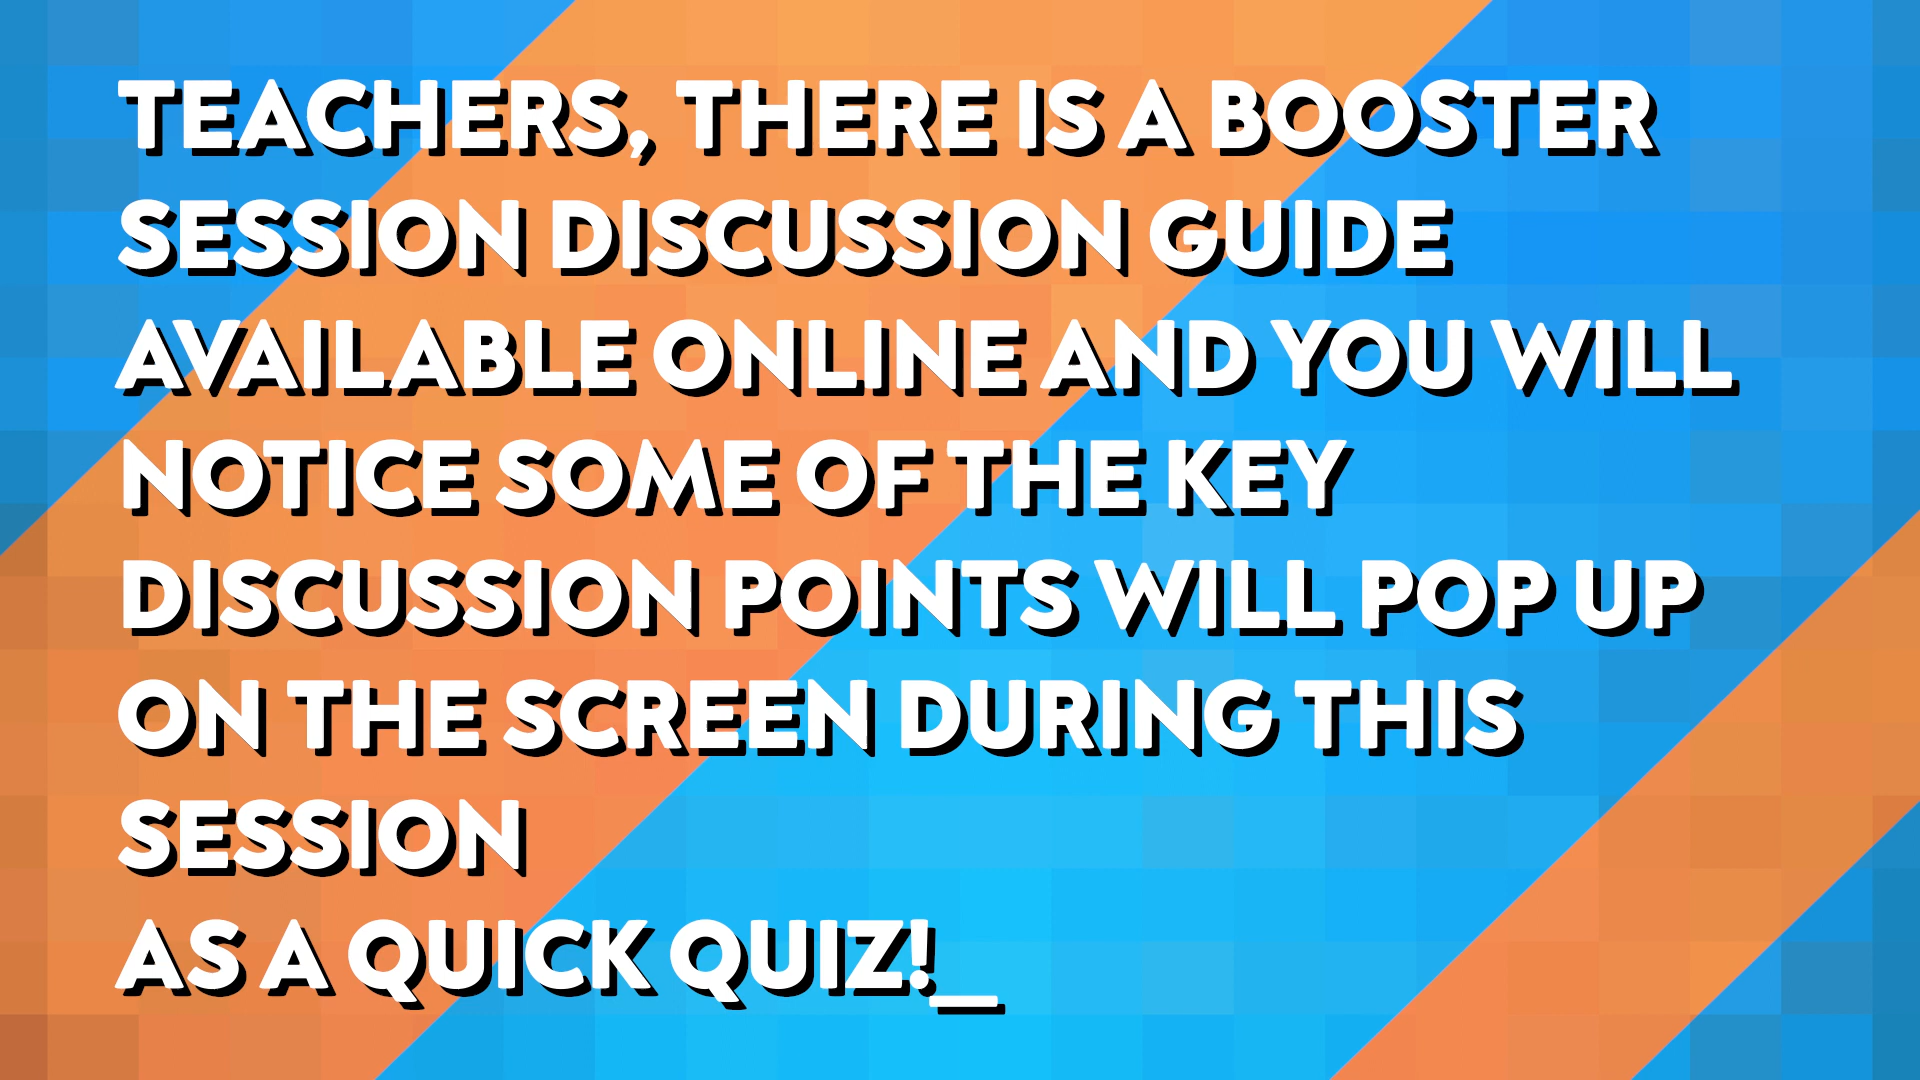 TEACHERS, THERE IS A BOOSTER
SESSION DISCUSSION GUIDE
AVAILABLE ONLINE AND YOU WILL
NOTICE SOME OF THE KEY
DISCUSSION POINTS WILL POP UP
ON THE SCREEN DURING THIS
SESSION
AS A QUICK QUIZ!_